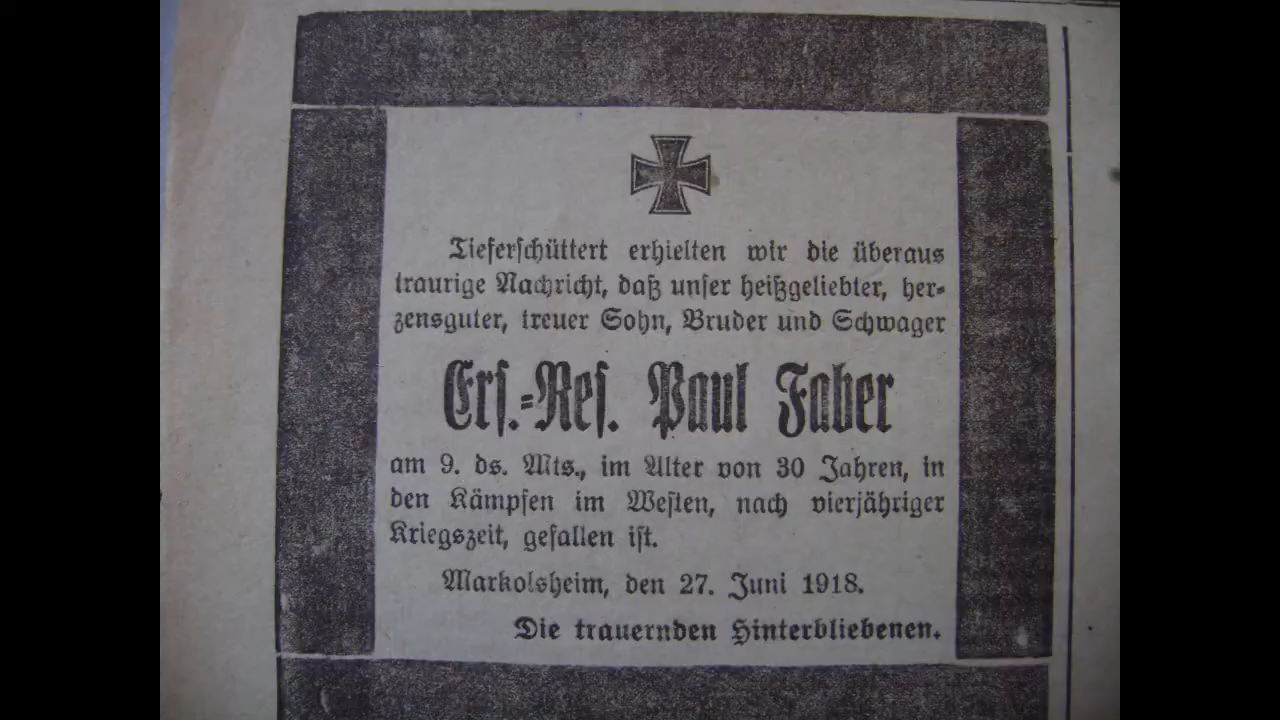 Tieferschüttert erhielten wir die überaus
traurige Nachricht, daß unser heißgeliebter, her-
zensguter, treuer Sohn, Bruder und Schwager
Ers.-Res. Paul Faber
am 9. ds. Mts., im Alter von 30 Jahren, in
den Kämpfen im Westen, nach vierjähriger
Kriegszeit, gefallen ist.
Markolsheim, den 27. Juni 1918.
Die trauernden Hinterbliebenen.